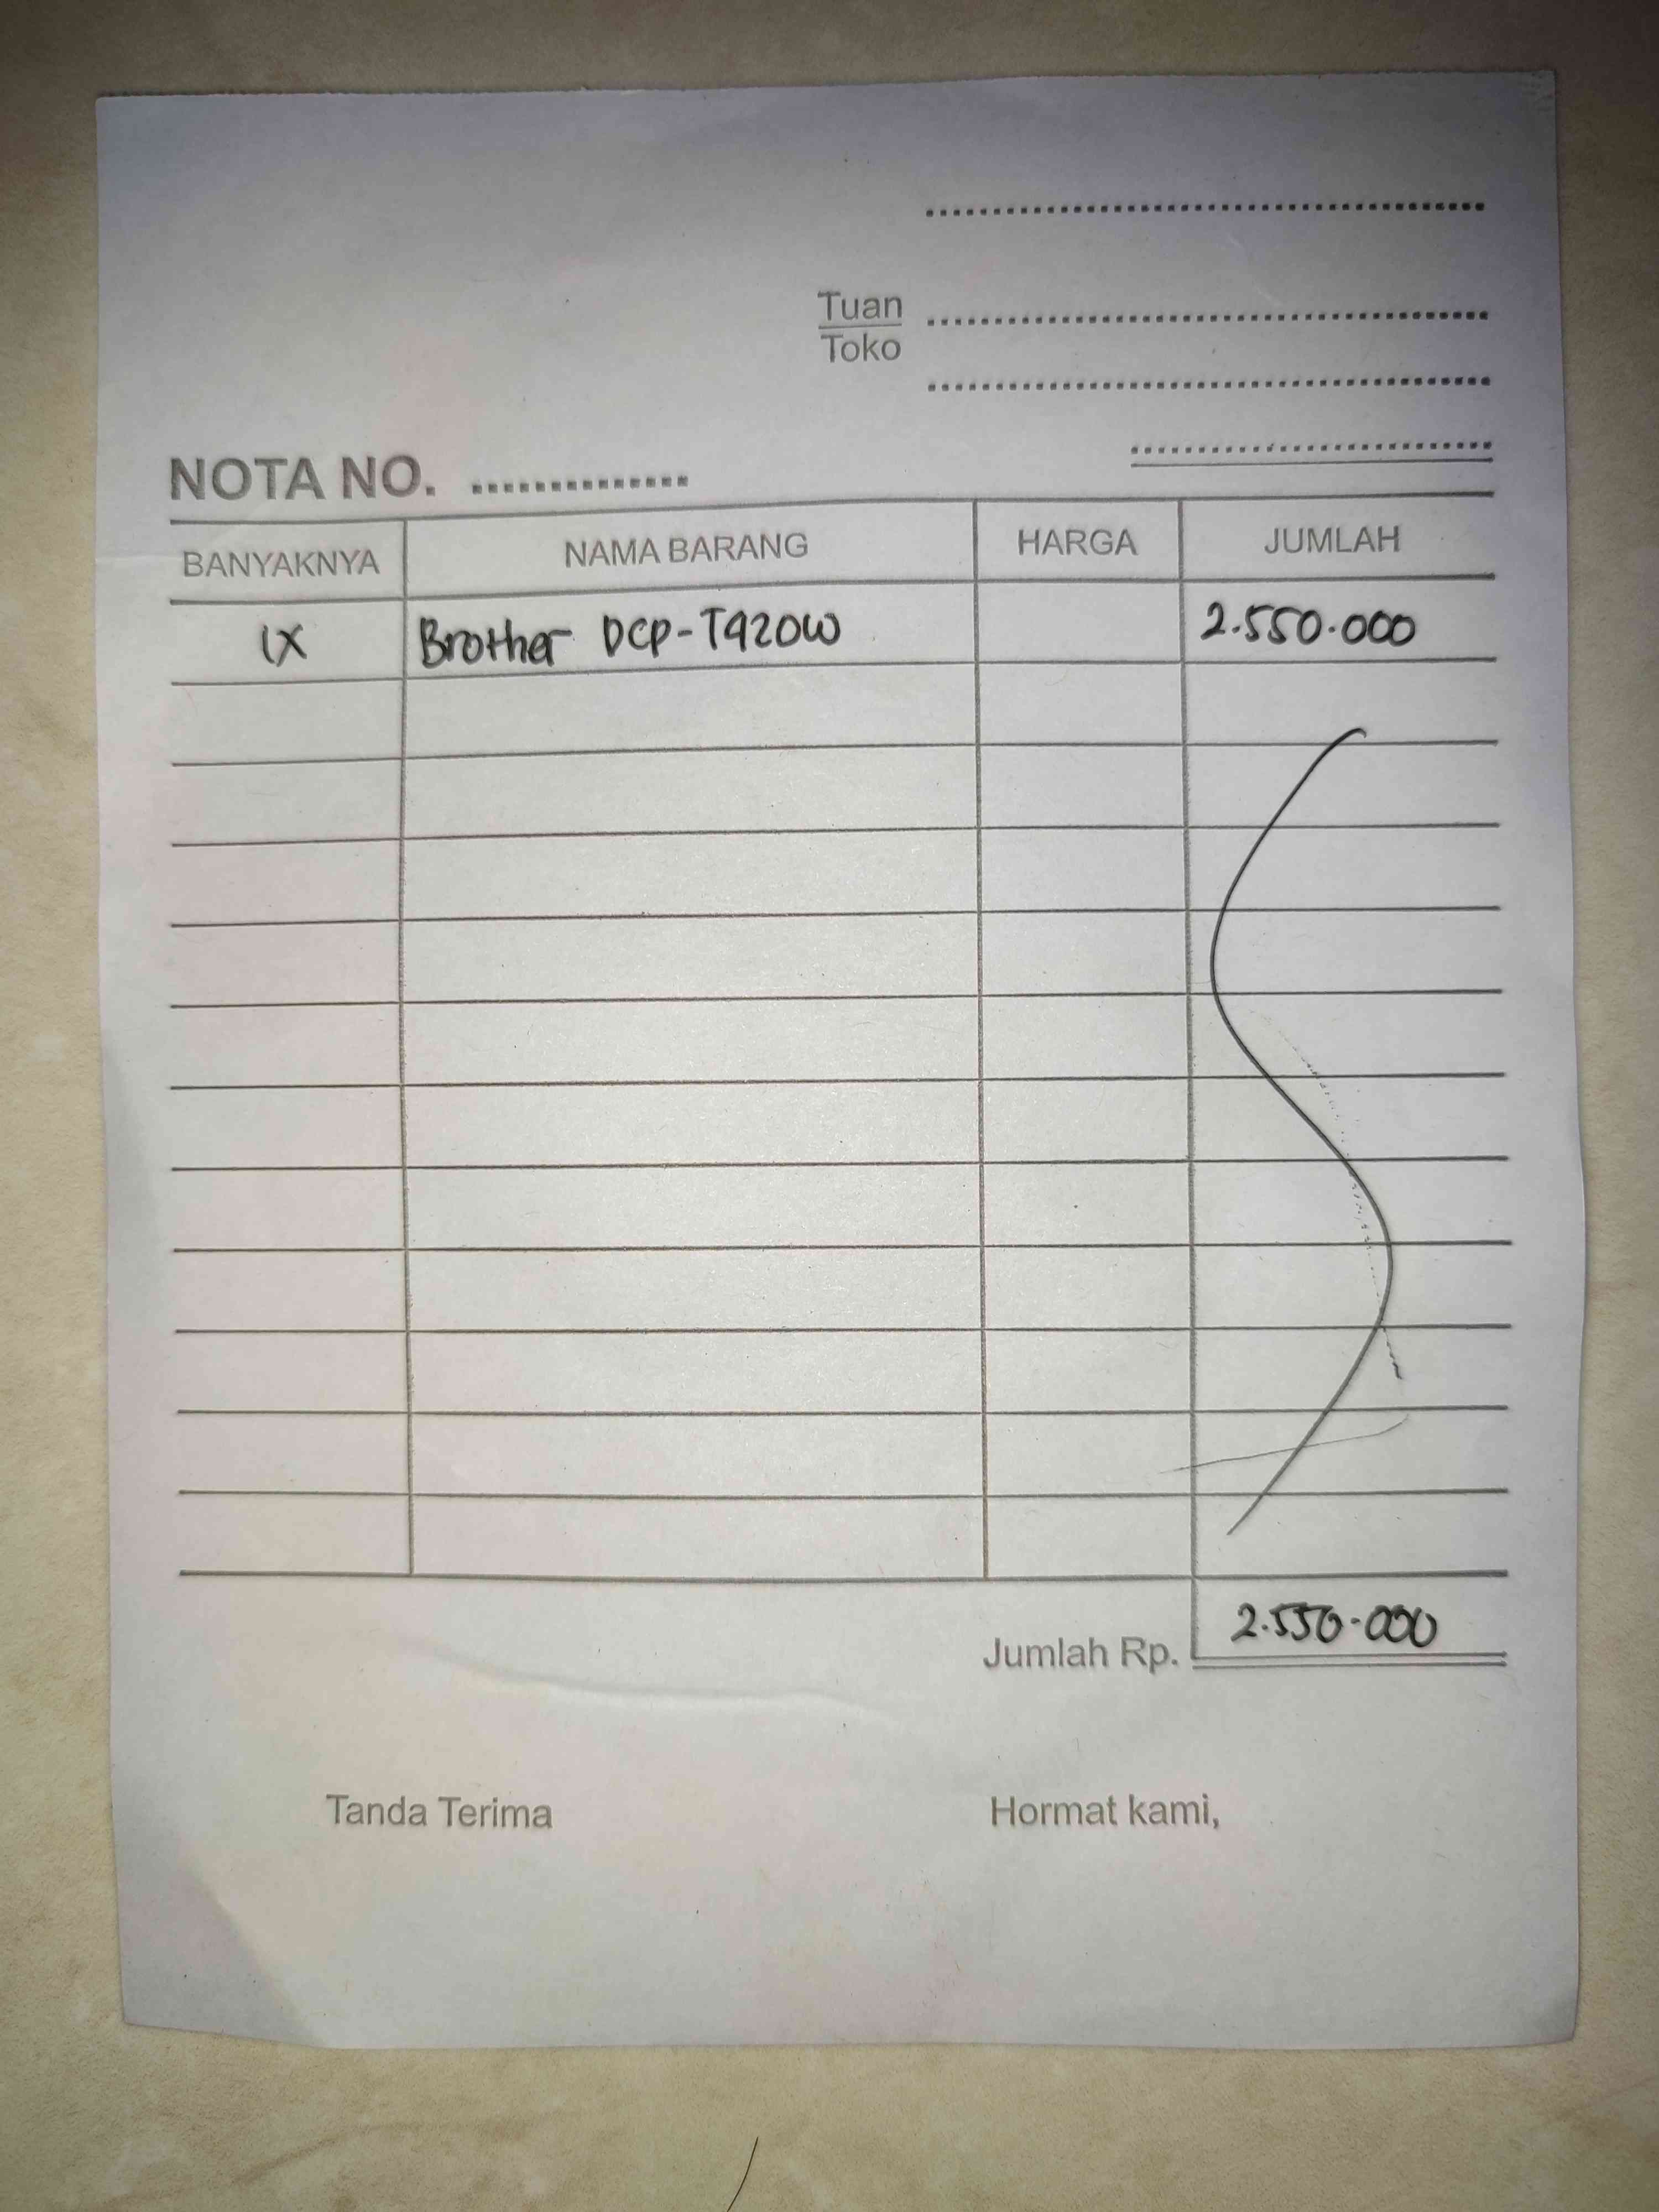 Tuan
Toko
NOTA NO.
BANYAKNYA NAMA BARANG HARGA JUMLAH
1X Brother DCP-T920W 2.550.000
Jumlah Rp. 2.550.000
Tanda Terima Hormat kami,